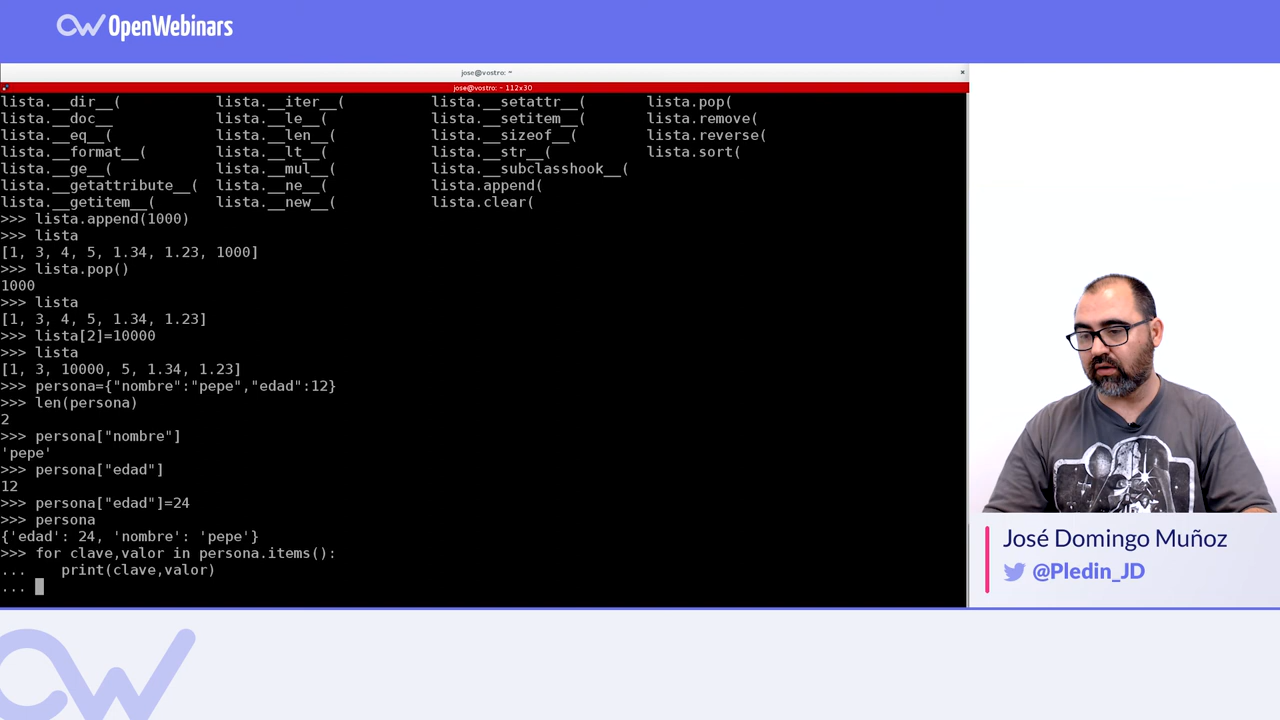 OpenWebinars
jose@vostro: ~
jose@vostro: ~ 112x30
lista.__dir__( lista.__iter__( lista.__setattr__( lista.pop(
lista.__doc__ lista.__le__( lista.__setitem__( lista.remove(
lista.__eq__( lista.__len__( lista.__sizeof__( lista.reverse(
lista.__format__( lista.__lt__( lista.__str__( lista.sort(
lista.__ge__( lista.__mul__( lista.__subclasshook__(
lista.__getattribute__( lista.__ne__( lista.append(
lista.__getitem__( lista.__new__( lista.clear(
>>> lista.append(1000)
>>> lista
[1, 3, 4, 5, 1.34, 1.23, 1000]
>>> lista.pop()
1000
>>> lista
[1, 3, 4, 5, 1.34, 1.23]
>>> lista[2]=10000
>>> lista
[1, 3, 10000, 5, 1.34, 1.23]
>>> persona={"nombre":"pepe","edad":12}
>>> len(persona)
2
>>> persona["nombre"]
'pepe'
>>> persona["edad"]
12
>>> persona["edad"]=24
>>> persona
{'edad': 24, 'nombre': 'pepe'}
>>> for clave,valor in persona.items():
...    print(clave,valor)
...
José Domingo Muñoz
@Pledin_JD